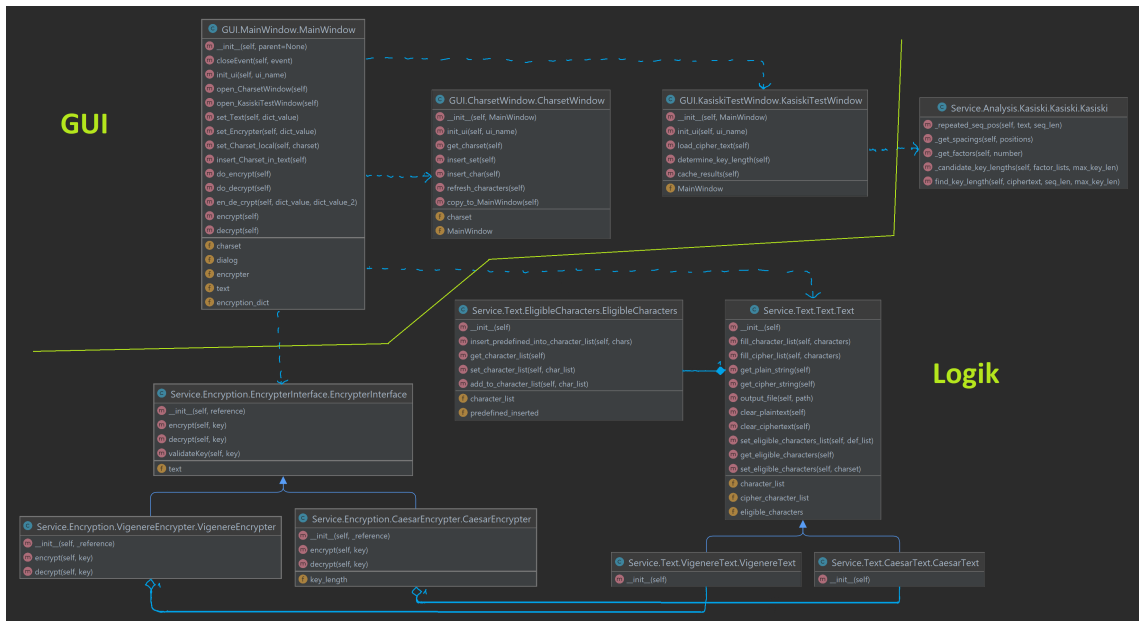 GUI
GUI.MainWindow.MainWindow
__init__(self, parent=None)
closeEvent(self, event)
init_ui(self, ui_name)
open_CharsetWindow(self)
open_KasiskiTestWindow(self)
set_Text(self, dict_value)
set_Encrypter(self, dict_value)
set_Charset_local(self, charset)
insert_Charset_in_test(self)
do_encrypt(self)
do_decrypt(self)
en_de_crypt(self, dict_value, dict_value_2)
encrypt(self)
decrypt(self)
charset
dialog
encrypter
text
encryption_dict
GUI.CharsetWindow.CharsetWindow
__init__(self, MainWindow)
init_ui(self, ui_name)
get_charset(self)
insert_set(self)
insert_char(self)
refresh_characters(self)
copy_to_MainWindow(self)
charset
MainWindow
GUI.KasiskiTestWindow.KasiskiTestWindow
__init__(self, MainWindow)
init_ui(self, ui_name)
load_cipher_text(self)
determine_key_length(self)
cache_results(self)
MainWindow
Service.Analysis.Kasiski.Kasiski.Kasiski
_repeated_seq_pos(self, text, seq_len)
_get_spacings(self, positions)
_get_factors(self, number)
_candidate_key_lengths(self, factor_lists, max_key_len)
find_key_length(self, ciphertext, seq_len, max_key_len)
Service.Text.EligibleCharacters.EligibleCharacters
__init__(self)
insert_predefined_into_character_list(self, chars)
get_character_list(self)
set_character_list(self, char_list)
add_to_character_list(self, char_list)
character_list
predefined_inserted
1
Service.Text.Text.Text
__init__(self)
fill_character_list(self, characters)
fill_cipher_list(self, characters)
get_plain_string(self)
get_cipher_string(self)
output_file(self, path)
clear_plaintext(self)
clear_ciphertext(self)
set_eligible_characters_list(self, def_list)
get_eligible_characters(self)
set_eligible_characters(self, charset)
character_list
cipher_character_list
eligible_characters
Logik
Service.Encryption.EncrypterInterface.EncrypterInterface
__init__(self, reference)
encrypt(self, key)
decrypt(self, key)
validateKey(self, key)
text
Service.Encryption.VigenereEncrypter.VigenereEncrypter
__init__(self, _reference)
encrypt(self, key)
decrypt(self, key)
1
Service.Encryption.CaesarEncrypter.CaesarEncrypter
__init__(self, _reference)
encrypt(self, key)
decrypt(self, key)
key_length
1
Service.Text.VigenereText.VigenereText
__init__(self)
Service.Text.CaesarText.CaesarText
__init__(self)